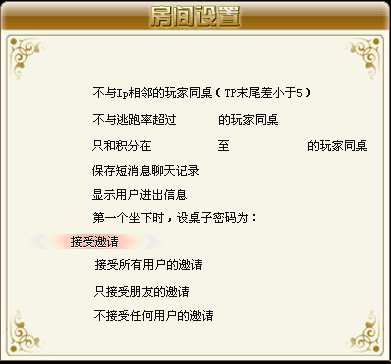 房间设置
不与Ip相邻的玩家同桌(TP末尾差小于5)
不与逃跑率超过 的玩家同桌
只和积分在 至 的玩家同桌
保存短消息聊天记录
显示用户进出信息
第一个坐下时,设桌子密码为:
接受邀请
接受所有用户的邀请
只接受朋友的邀请
不接受任何用户的邀请